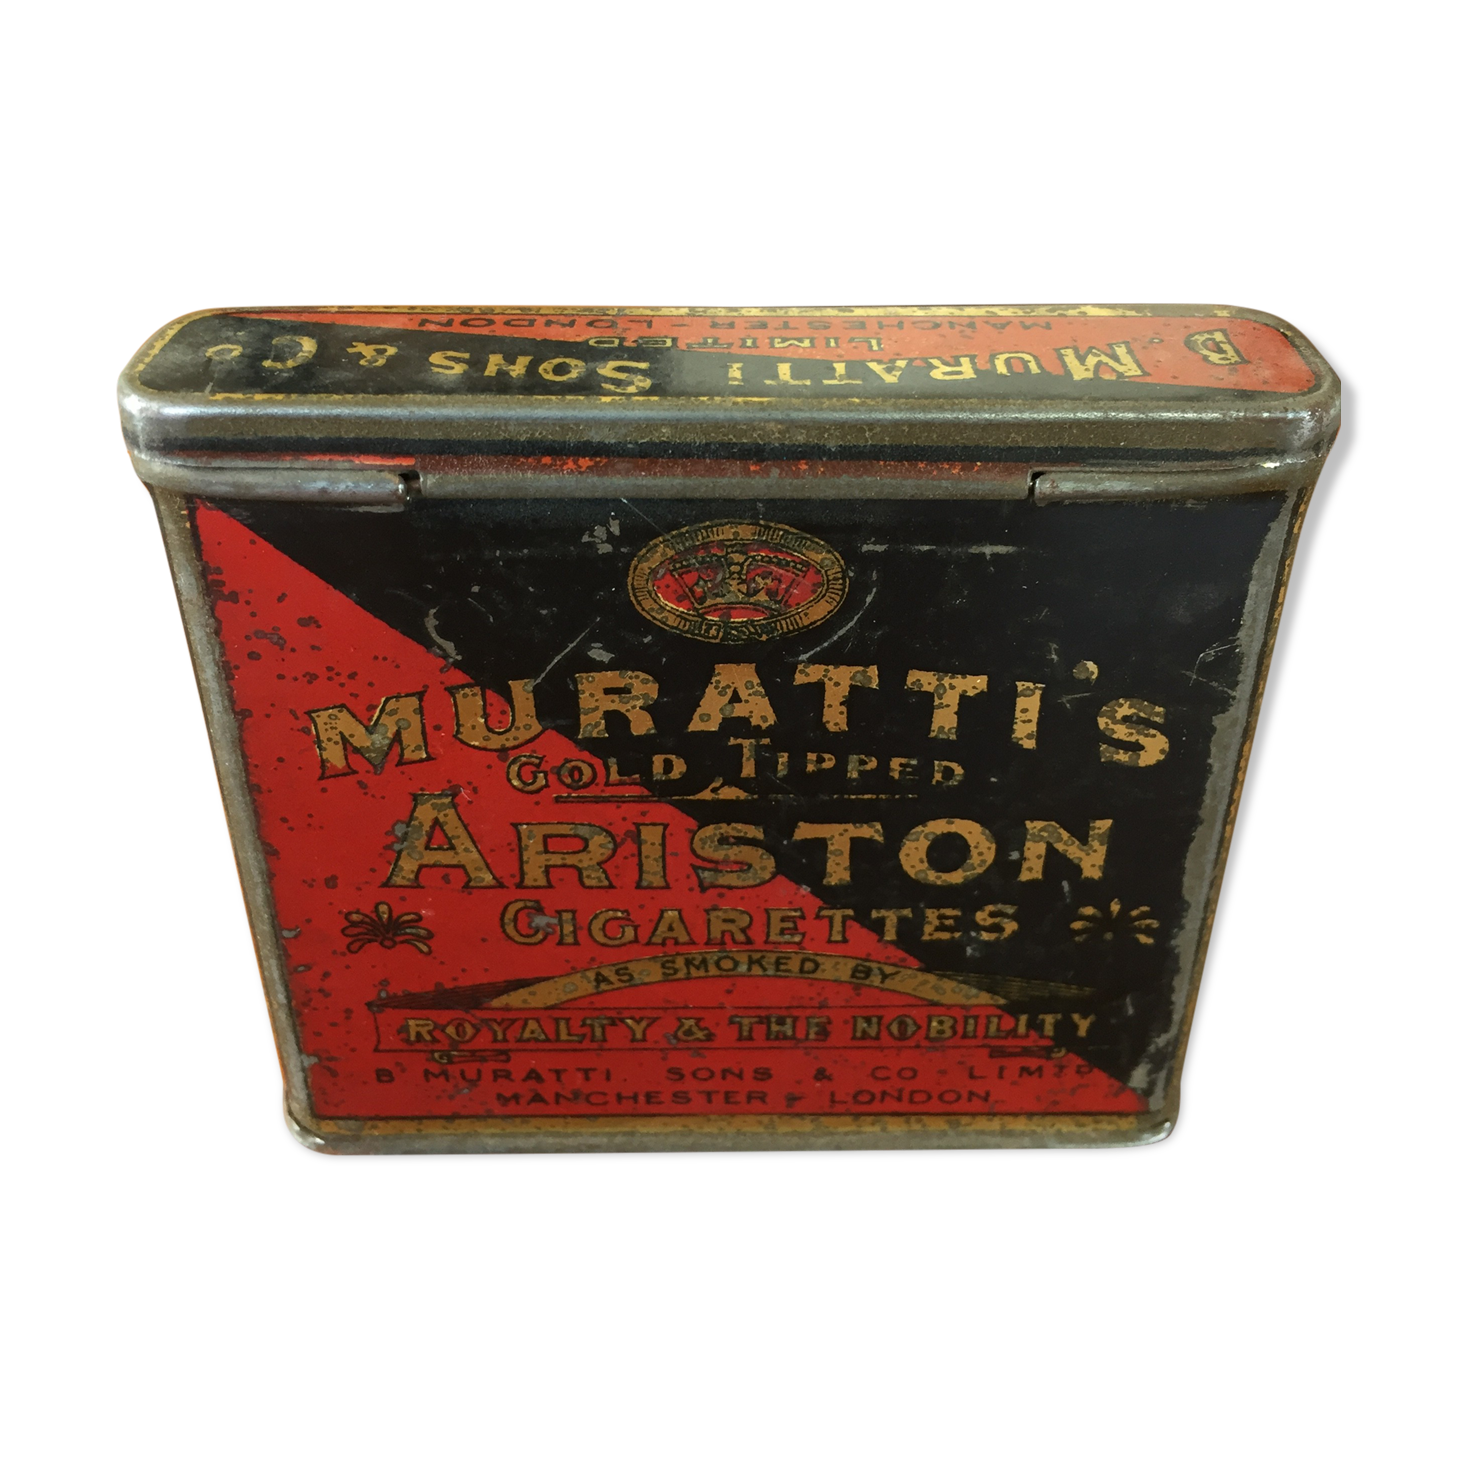 B. MURATTI SONS & Co
LIMITED
MANCHESTER - LONDON
MURATTI'S
GOLD TIPPED
ARISTON
CIGARETTES
AS SMOKED BY
ROYALTY & THE NOBILITY
B MURATTI SONS & CO LIMTD
MANCHESTER & LONDON